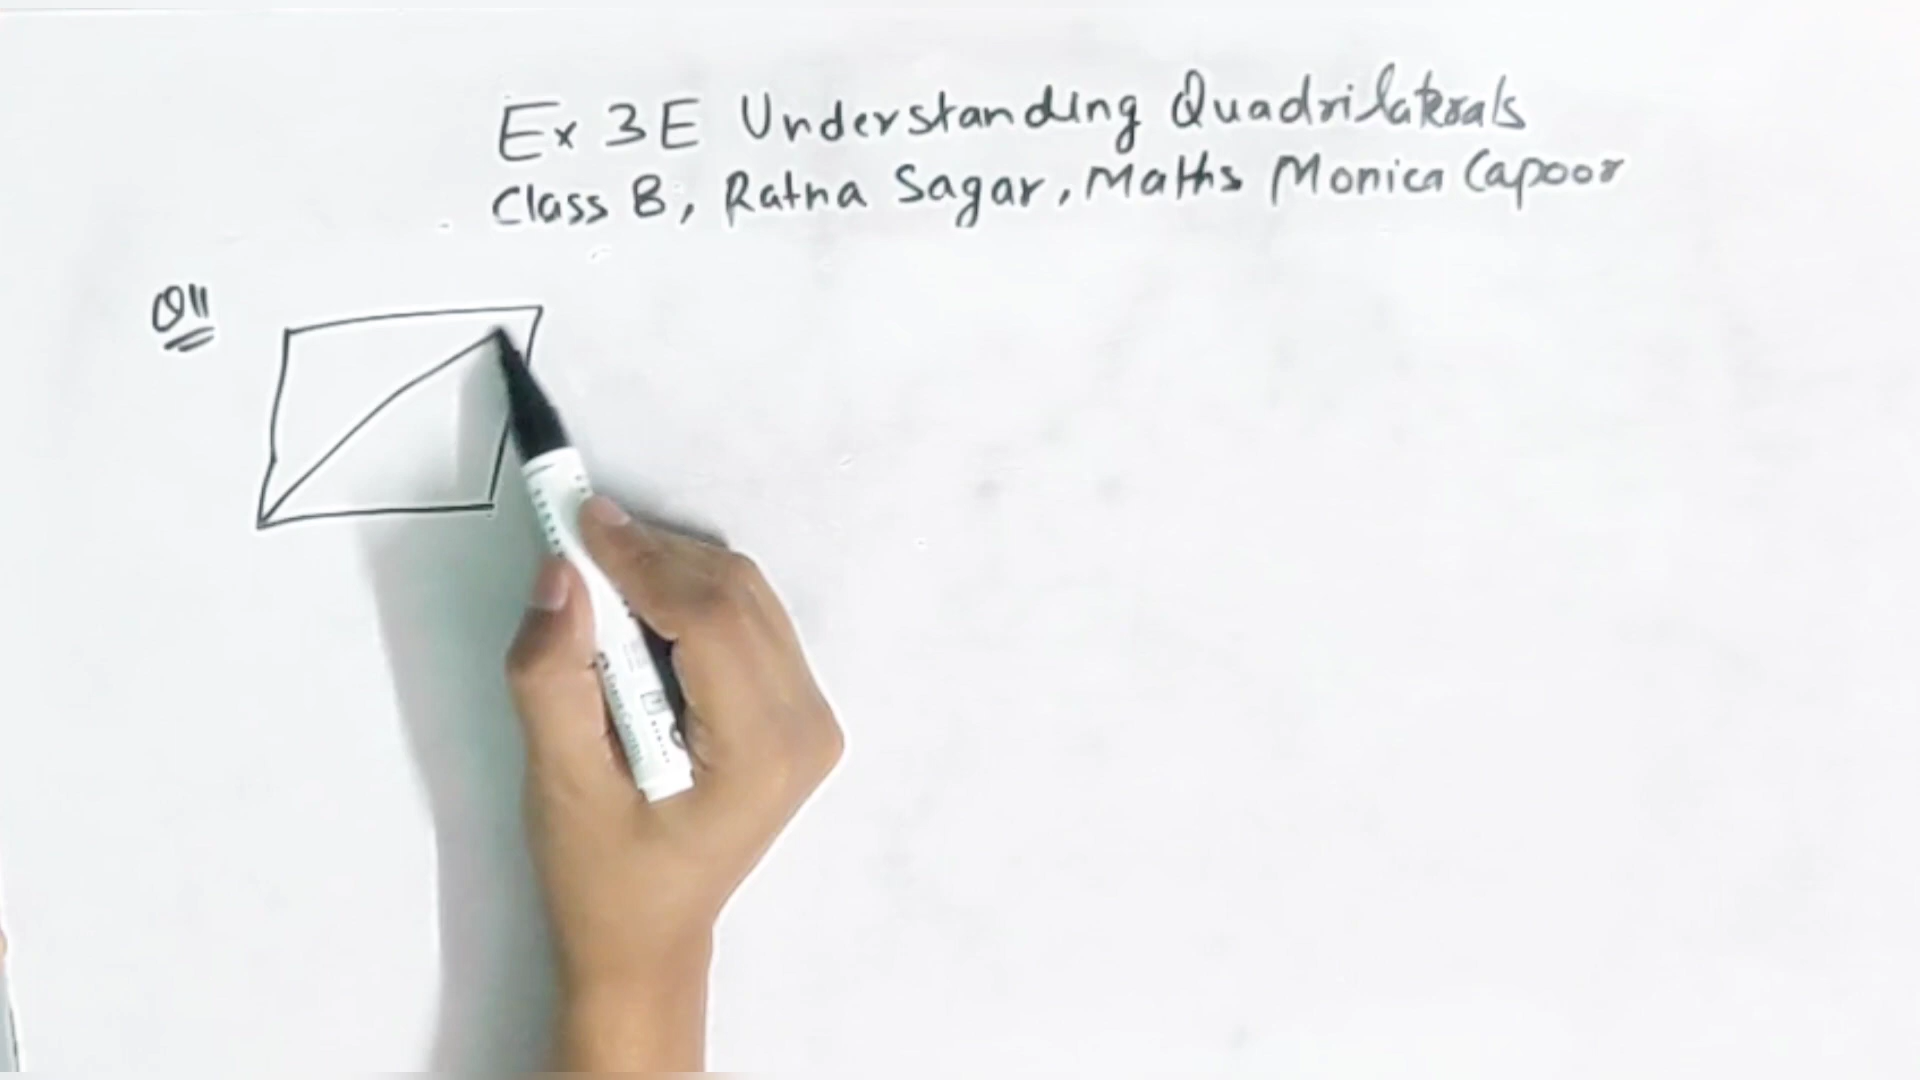 Ex 3E Understanding Quadrilaterals
Class 8, Ratna Sagar, Maths Monica Capoor
Q11